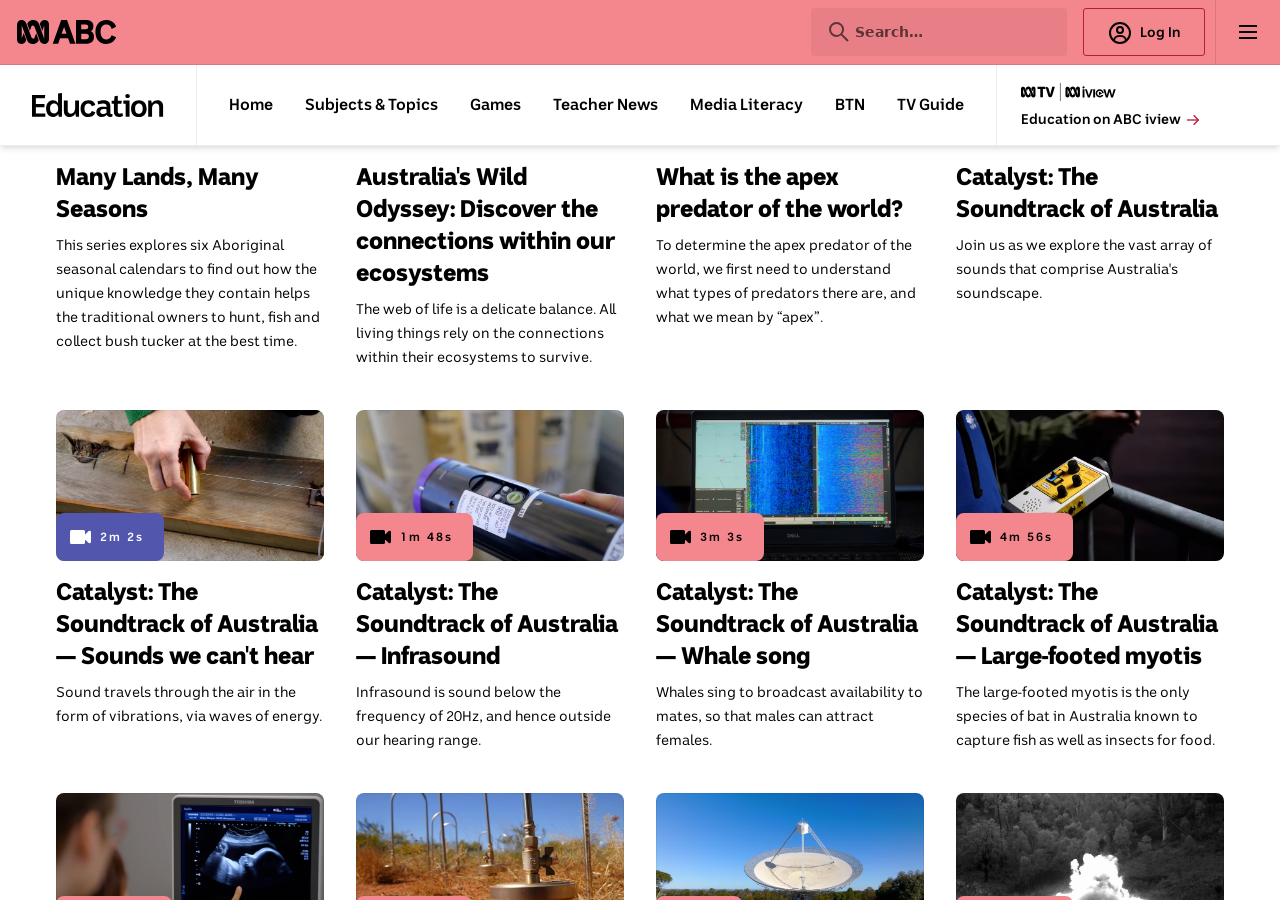 ABC
Search...
Log In
Education
Home
Subjects & Topics
Games
Teacher News
Media Literacy
BTN
TV Guide
TV
iview
Education on ABC iview
Many Lands, Many
Seasons
This series explores six Aboriginal
seasonal calendars to find out how the
unique knowledge they contain helps
the traditional owners to hunt, fish and
collect bush tucker at the best time.
Australia's Wild
Odyssey: Discover the
connections within our
ecosystems
The web of life is a delicate balance. All
living things rely on the connections
within their ecosystems to survive.
What is the apex
predator of the world?
To determine the apex predator of the
world, we first need to understand
what types of predators there are, and
what we mean by “apex”.
Catalyst: The
Soundtrack of Australia
Join us as we explore the vast array of
sounds that comprise Australia's
soundscape.
2m 2s
Catalyst: The
Soundtrack of Australia
— Sounds we can't hear
Sound travels through the air in the
form of vibrations, via waves of energy.
1m 48s
Catalyst: The
Soundtrack of Australia
— Infrasound
Infrasound is sound below the
frequency of 20Hz, and hence outside
our hearing range.
DELL
3m 3s
Catalyst: The
Soundtrack of Australia
— Whale song
Whales sing to broadcast availability to
mates, so that males can attract
females.
4m 56s
Catalyst: The
Soundtrack of Australia
— Large-footed myotis
The large-footed myotis is the only
species of bat in Australia known to
capture fish as well as insects for food.
TOSHIBA